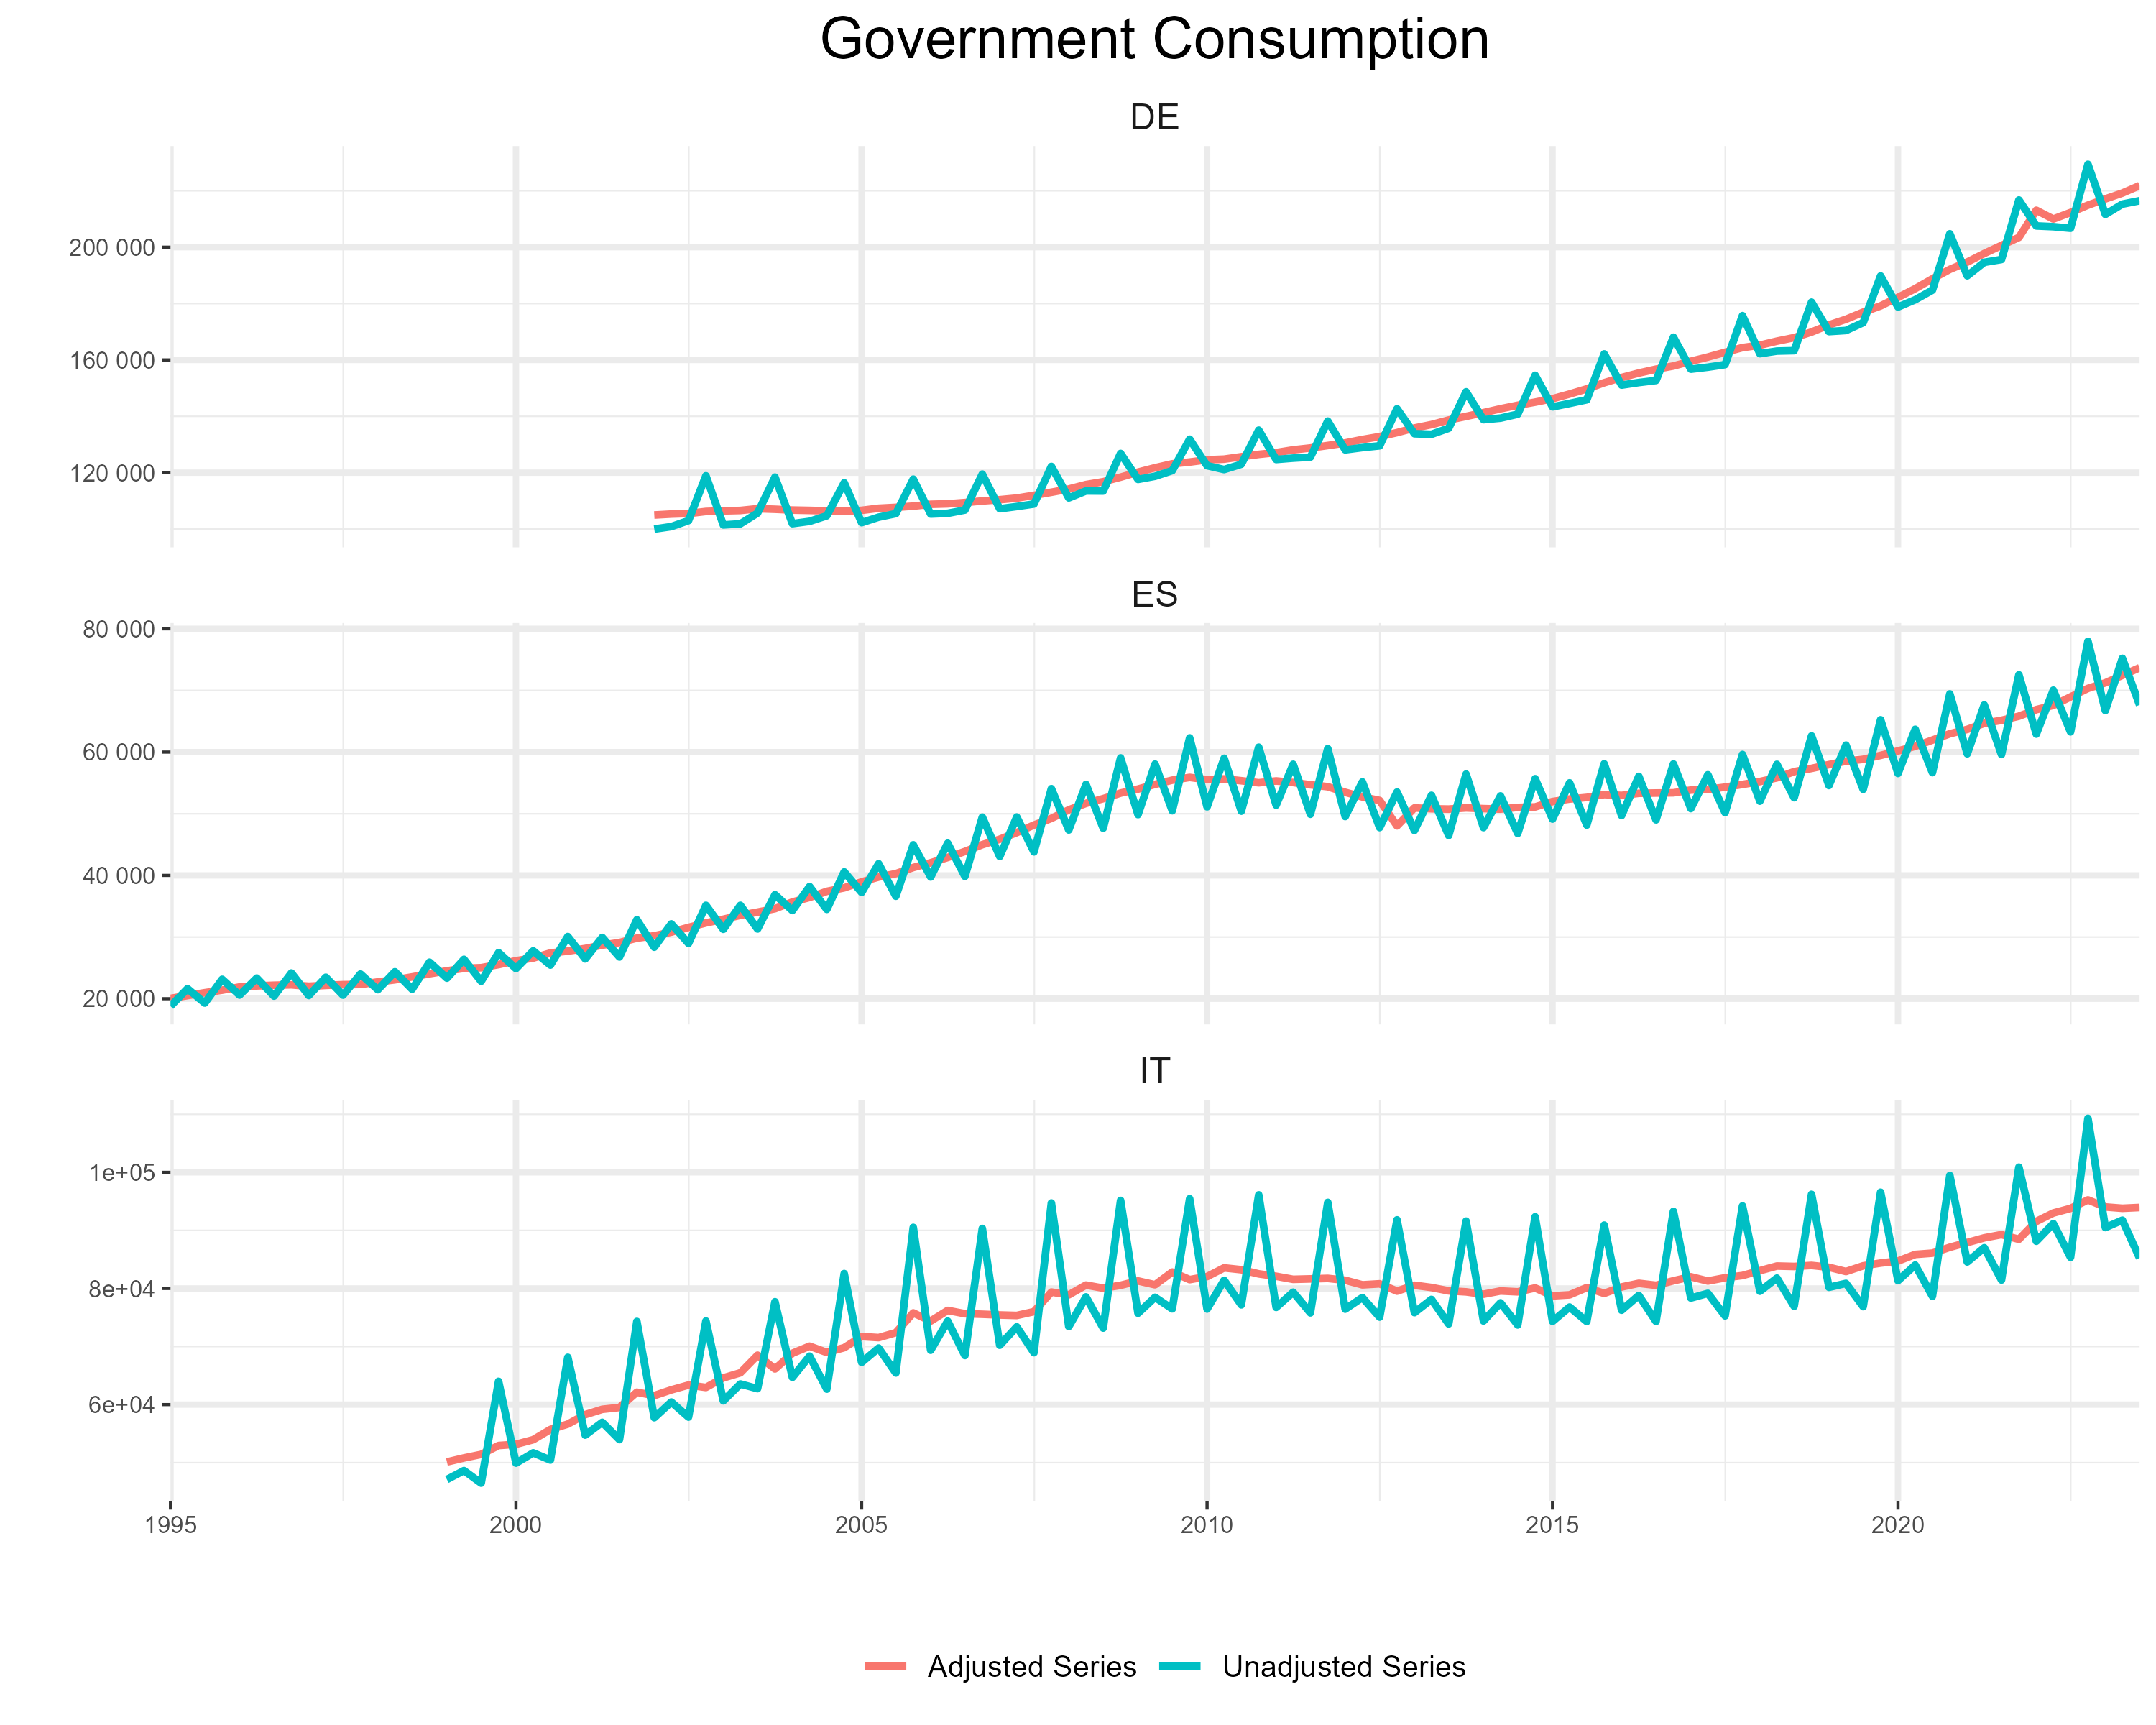 Government Consumption
DE
200 000
160 000
120 000
ES
80 000
60 000
40 000
20 000
IT
1e+05
8e+04
6e+04
1995 2000 2005 2010 2015 2020
Adjusted Series Unadjusted Series